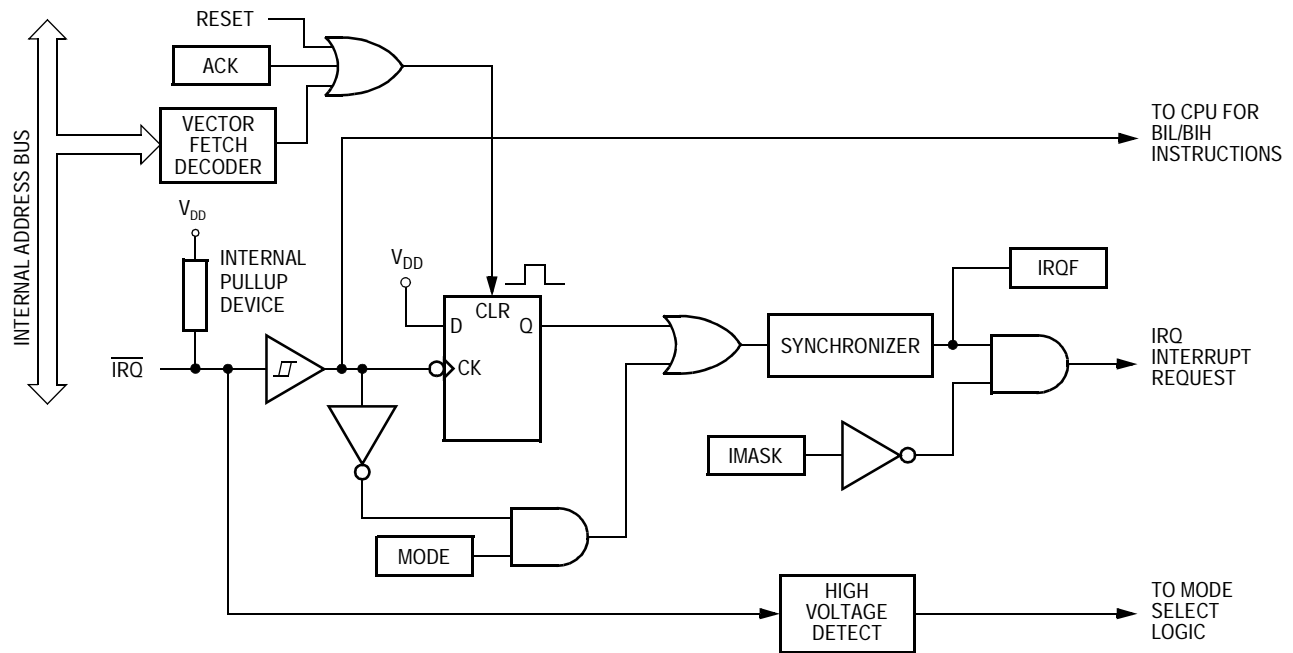 RESET
ACK
INTERNAL ADDRESS BUS
VECTOR
FETCH
DECODER
TO CPU FOR
BIL/BIH
INSTRUCTIONS
VDD
INTERNAL
PULLUP
DEVICE
VDD
CLR
D
Q
CK
IRQ
SYNCHRONIZER
IRQF
IRQ
INTERRUPT
REQUEST
IMASK
MODE
HIGH
VOLTAGE
DETECT
TO MODE
SELECT
LOGIC